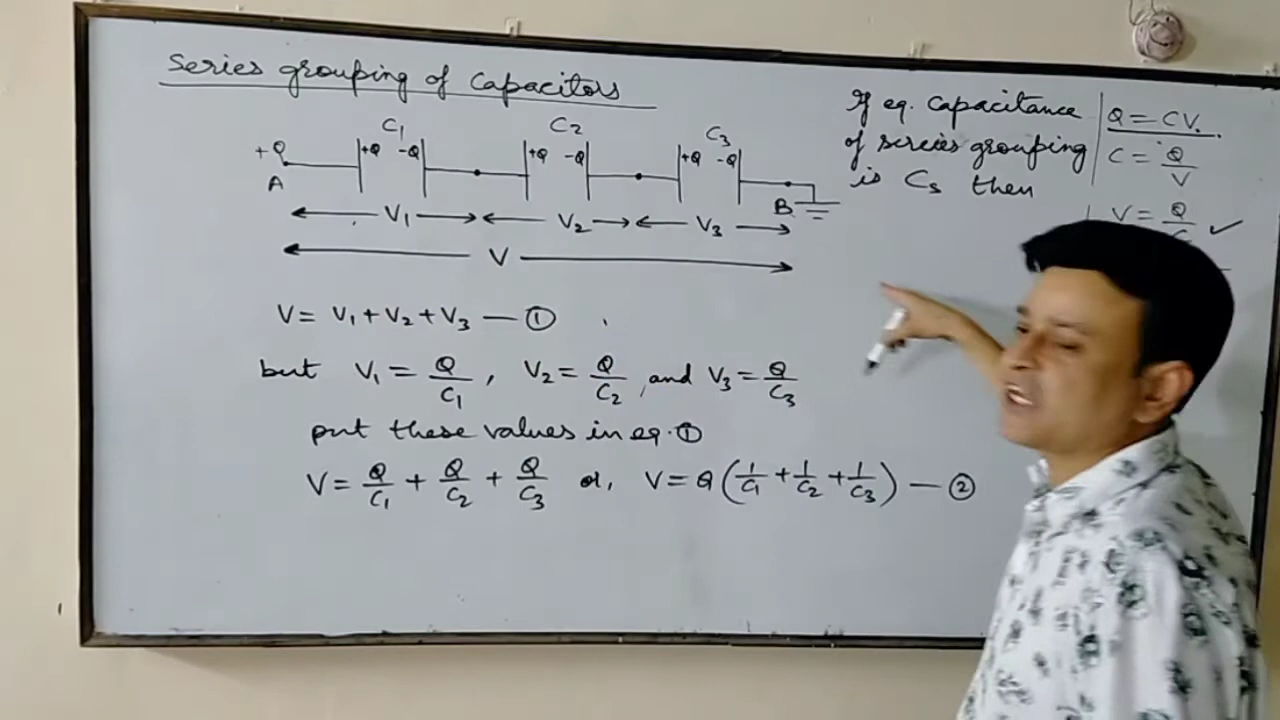 Series grouping of Capacitors
C₁ C₂ C₃
+Q +Q -Q +Q -Q +Q -Q
A B
V₁ V₂ V₃
V
V = V₁ + V₂ + V₃ — ①
but V₁ = Q/C₁ , V₂ = Q/C₂ , and V₃ = Q/C₃
put these values in eq. ①
V = Q/C₁ + Q/C₂ + Q/C₃ or, V = Q (1/C₁ + 1/C₂ + 1/C₃) — ②
If eq. Capacitance
of series grouping
is Cs then
Q = CV.
C = Q/V
V = Q/C ✓